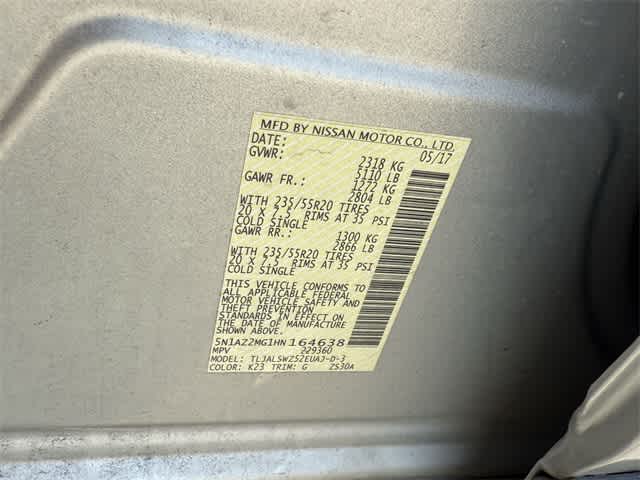 MFD BY NISSAN MOTOR CO., LTD.
DATE: 05/17
GVWR: 2318 KG
5110 LB
GAWR FR.: 1272 KG
2804 LB
WITH 235/55R20 TIRES
20 X 7.5 RIMS AT 35 PSI
COLD SINGLE
GAWR RR.: 1300 KG
2866 LB
WITH 235/55R20 TIRES
20 X 7.5 RIMS AT 35 PSI
COLD SINGLE
THIS VEHICLE CONFORMS TO
ALL APPLICABLE FEDERAL
MOTOR VEHICLE SAFETY AND
THEFT PREVENTION
STANDARDS IN EFFECT ON
THE DATE OF MANUFACTURE
SHOWN ABOVE.
5N1AZ2MG1HN164638
MPV 229360
MODEL: TLJALSWZ52EUAJ-D-3
COLOR: K23 TRIM: G ZS30A